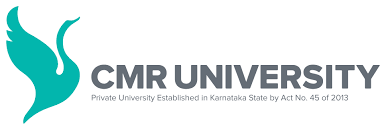 CMR UNIVERSITY
Private University Established in Karnataka State by Act No. 45 of 2013